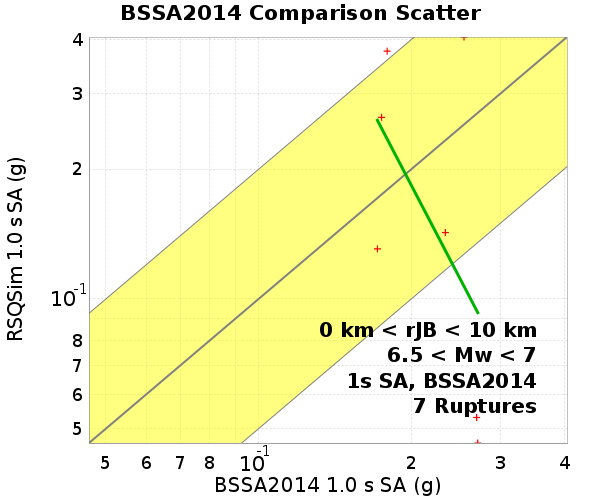 BSSA2014 Comparison Scatter
RSQSim 1.0 s SA (g)
4
3
2
10-1
8
7
6
5
0 km < rJB < 10 km
6.5 < Mw < 7
1s SA, BSSA2014
7 Ruptures
5 6 7 8 10-1 2 3 4
BSSA2014 1.0 s SA (g)